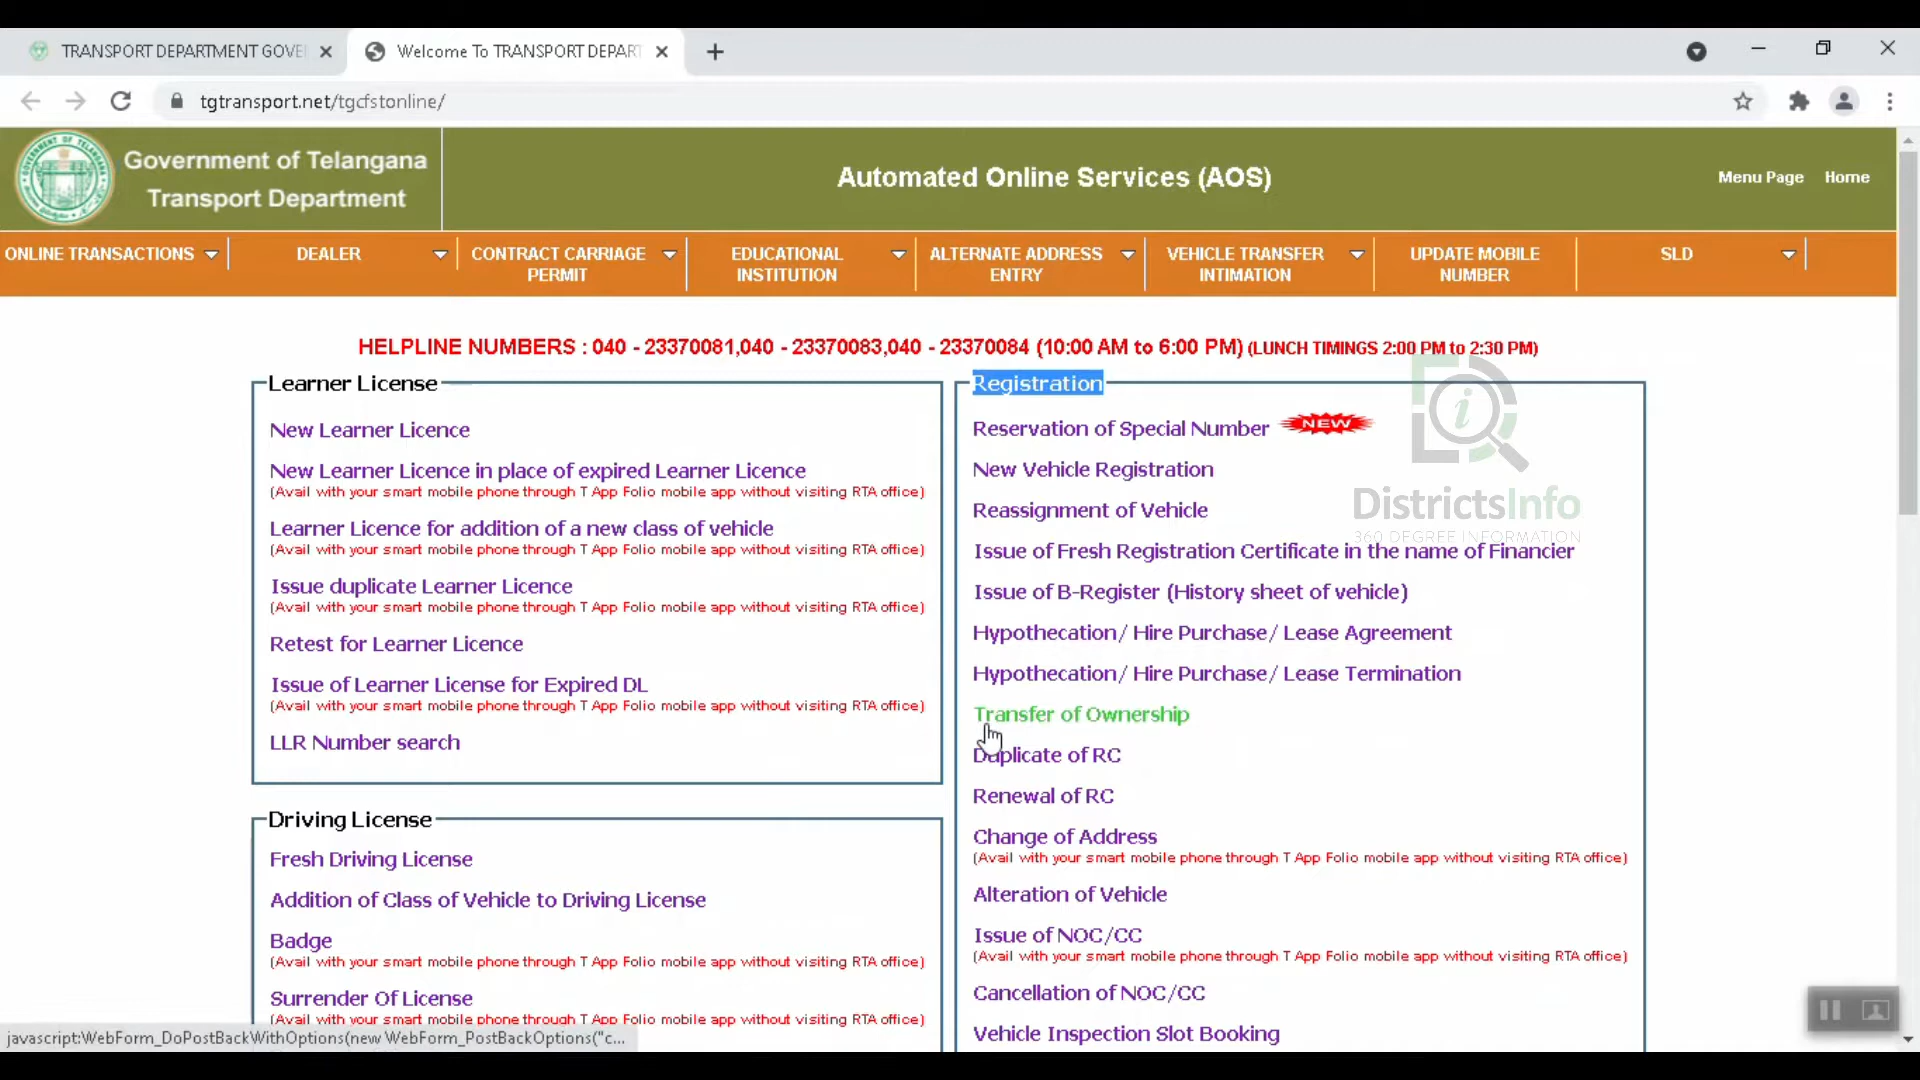 TRANSPORT DEPARTMENT GOVE
Welcome To TRANSPORT DEPART
tgtransport.net/tgcfstonline/
Government of Telangana
Transport Department
Automated Online Services (AOS)
Menu Page Home
ONLINE TRANSACTIONS
DEALER
CONTRACT CARRIAGE
PERMIT
EDUCATIONAL
INSTITUTION
ALTERNATE ADDRESS
ENTRY
VEHICLE TRANSFER
INTIMATION
UPDATE MOBILE
NUMBER
SLD
HELPLINE NUMBERS : 040 - 23370081,040 - 23370083,040 - 23370084 (10:00 AM to 6:00 PM) (LUNCH TIMINGS 2:00 PM to 2:30 PM)
Learner License
New Learner Licence
New Learner Licence in place of expired Learner Licence
(Avail with your smart mobile phone through T App Folio mobile app without visiting RTA office)
Learner Licence for addition of a new class of vehicle
(Avail with your smart mobile phone through T App Folio mobile app without visiting RTA office)
Issue duplicate Learner Licence
(Avail with your smart mobile phone through T App Folio mobile app without visiting RTA office)
Retest for Learner Licence
Issue of Learner License for Expired DL
(Avail with your smart mobile phone through T App Folio mobile app without visiting RTA office)
LLR Number search
Driving License
Fresh Driving License
Addition of Class of Vehicle to Driving License
Badge
(Avail with your smart mobile phone through T App Folio mobile app without visiting RTA office)
Surrender Of License
(Avail with your smart mobile phone through T App Folio mobile app without visiting RTA office)
Registration
Reservation of Special Number NEW
New Vehicle Registration
Reassignment of Vehicle
Issue of Fresh Registration Certificate in the name of Financier
Issue of B-Register (History sheet of vehicle)
Hypothecation/ Hire Purchase/ Lease Agreement
Hypothecation/ Hire Purchase/ Lease Termination
Transfer of Ownership
Duplicate of RC
Renewal of RC
Change of Address
(Avail with your smart mobile phone through T App Folio mobile app without visiting RTA office)
Alteration of Vehicle
Issue of NOC/CC
(Avail with your smart mobile phone through T App Folio mobile app without visiting RTA office)
Cancellation of NOC/CC
Vehicle Inspection Slot Booking
DistrictsInfo
360 DEGREE INFORMATION
javascript:WebForm_DoPostBackWithOptions(new WebForm_PostBackOptions("c...